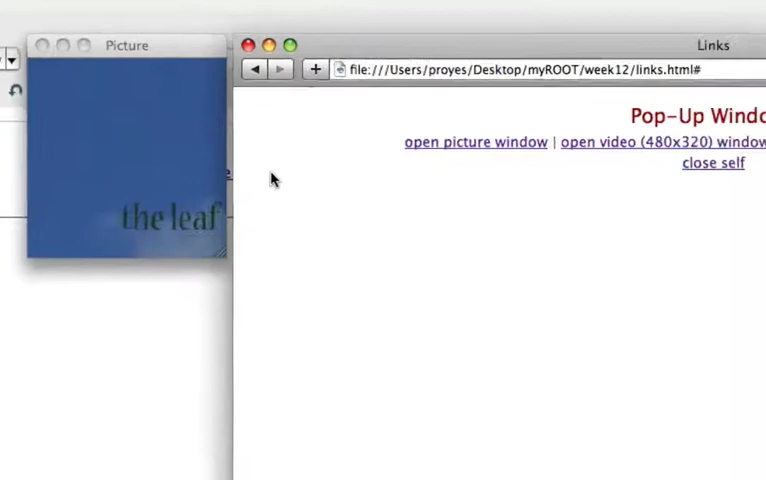 Picture
the leaf
Links
file:///Users/proyes/Desktop/myROOT/week12/links.html#
Pop-Up
open picture window | open video (480x320) window
close self